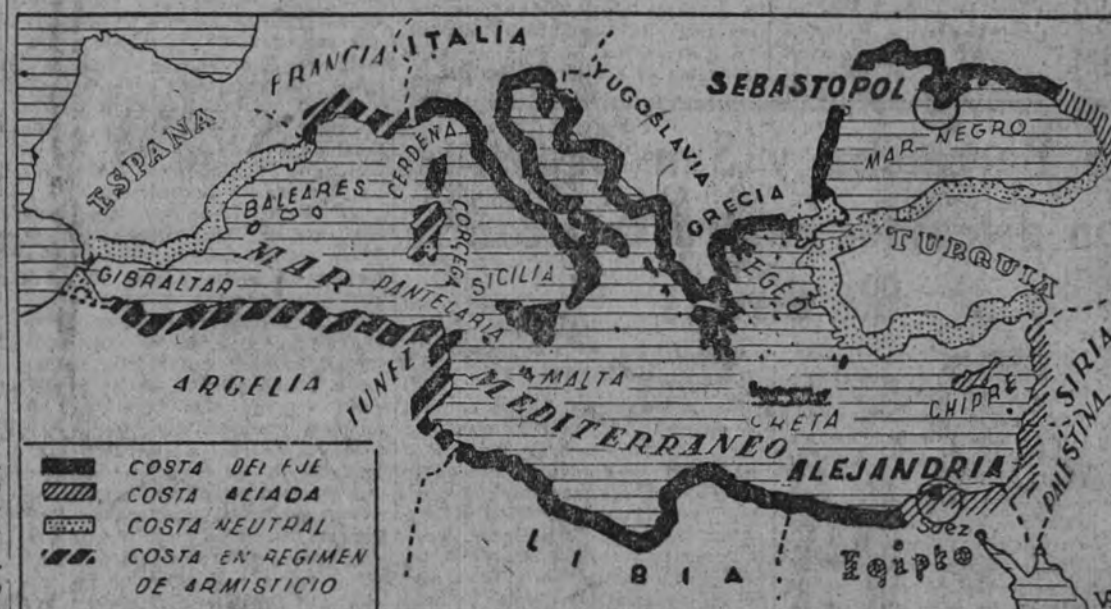 ITALIA
FRANCIA
YUGOSLAVIA
SEBASTOPOL
MAR NEGRO
ESPAÑA
CERDEÑA
BALEARES
CORCEGA
GRECIA
EGEO
TURQUIA
GIBRALTAR
MAR
MEDITERRANEO
SICILIA
PANTELARIA
ARGELIA
TUNEZ
MALTA
CRETA
CHIPRE
SIRIA
PALESTINA
ALEJANDRIA
Suez
Egipto
LIBIA
COSTA DEL EJE
COSTA ALIADA
COSTA NEUTRAL
COSTA EN REGIMEN
DE ARMISTICIO